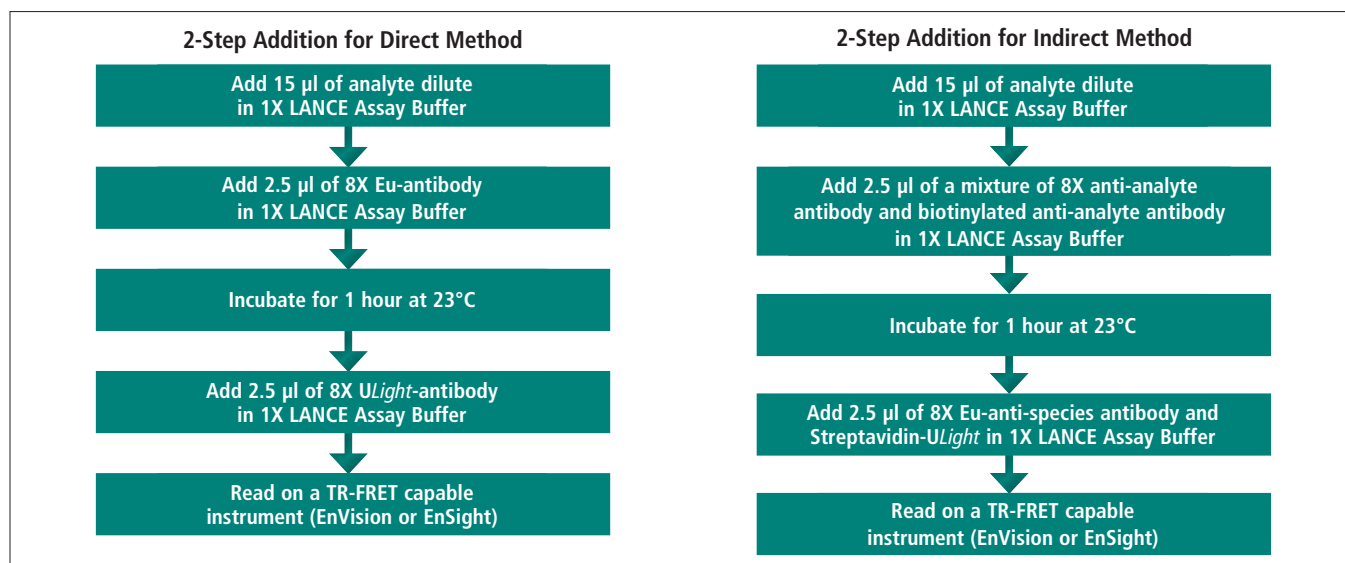 2-Step Addition for Direct Method
Add 15 µl of analyte dilute
in 1X LANCE Assay Buffer
Add 2.5 µl of 8X Eu-antibody
in 1X LANCE Assay Buffer
Incubate for 1 hour at 23°C
Add 2.5 µl of 8X ULight-antibody
in 1X LANCE Assay Buffer
Read on a TR-FRET capable
instrument (EnVision or EnSight)
2-Step Addition for Indirect Method
Add 15 µl of analyte dilute
in 1X LANCE Assay Buffer
Add 2.5 µl of a mixture of 8X anti-analyte
antibody and biotinylated anti-analyte antibody
in 1X LANCE Assay Buffer
Incubate for 1 hour at 23°C
Add 2.5 µl of 8X Eu-anti-species antibody and
Streptavidin-ULight in 1X LANCE Assay Buffer
Read on a TR-FRET capable
instrument (EnVision or EnSight)